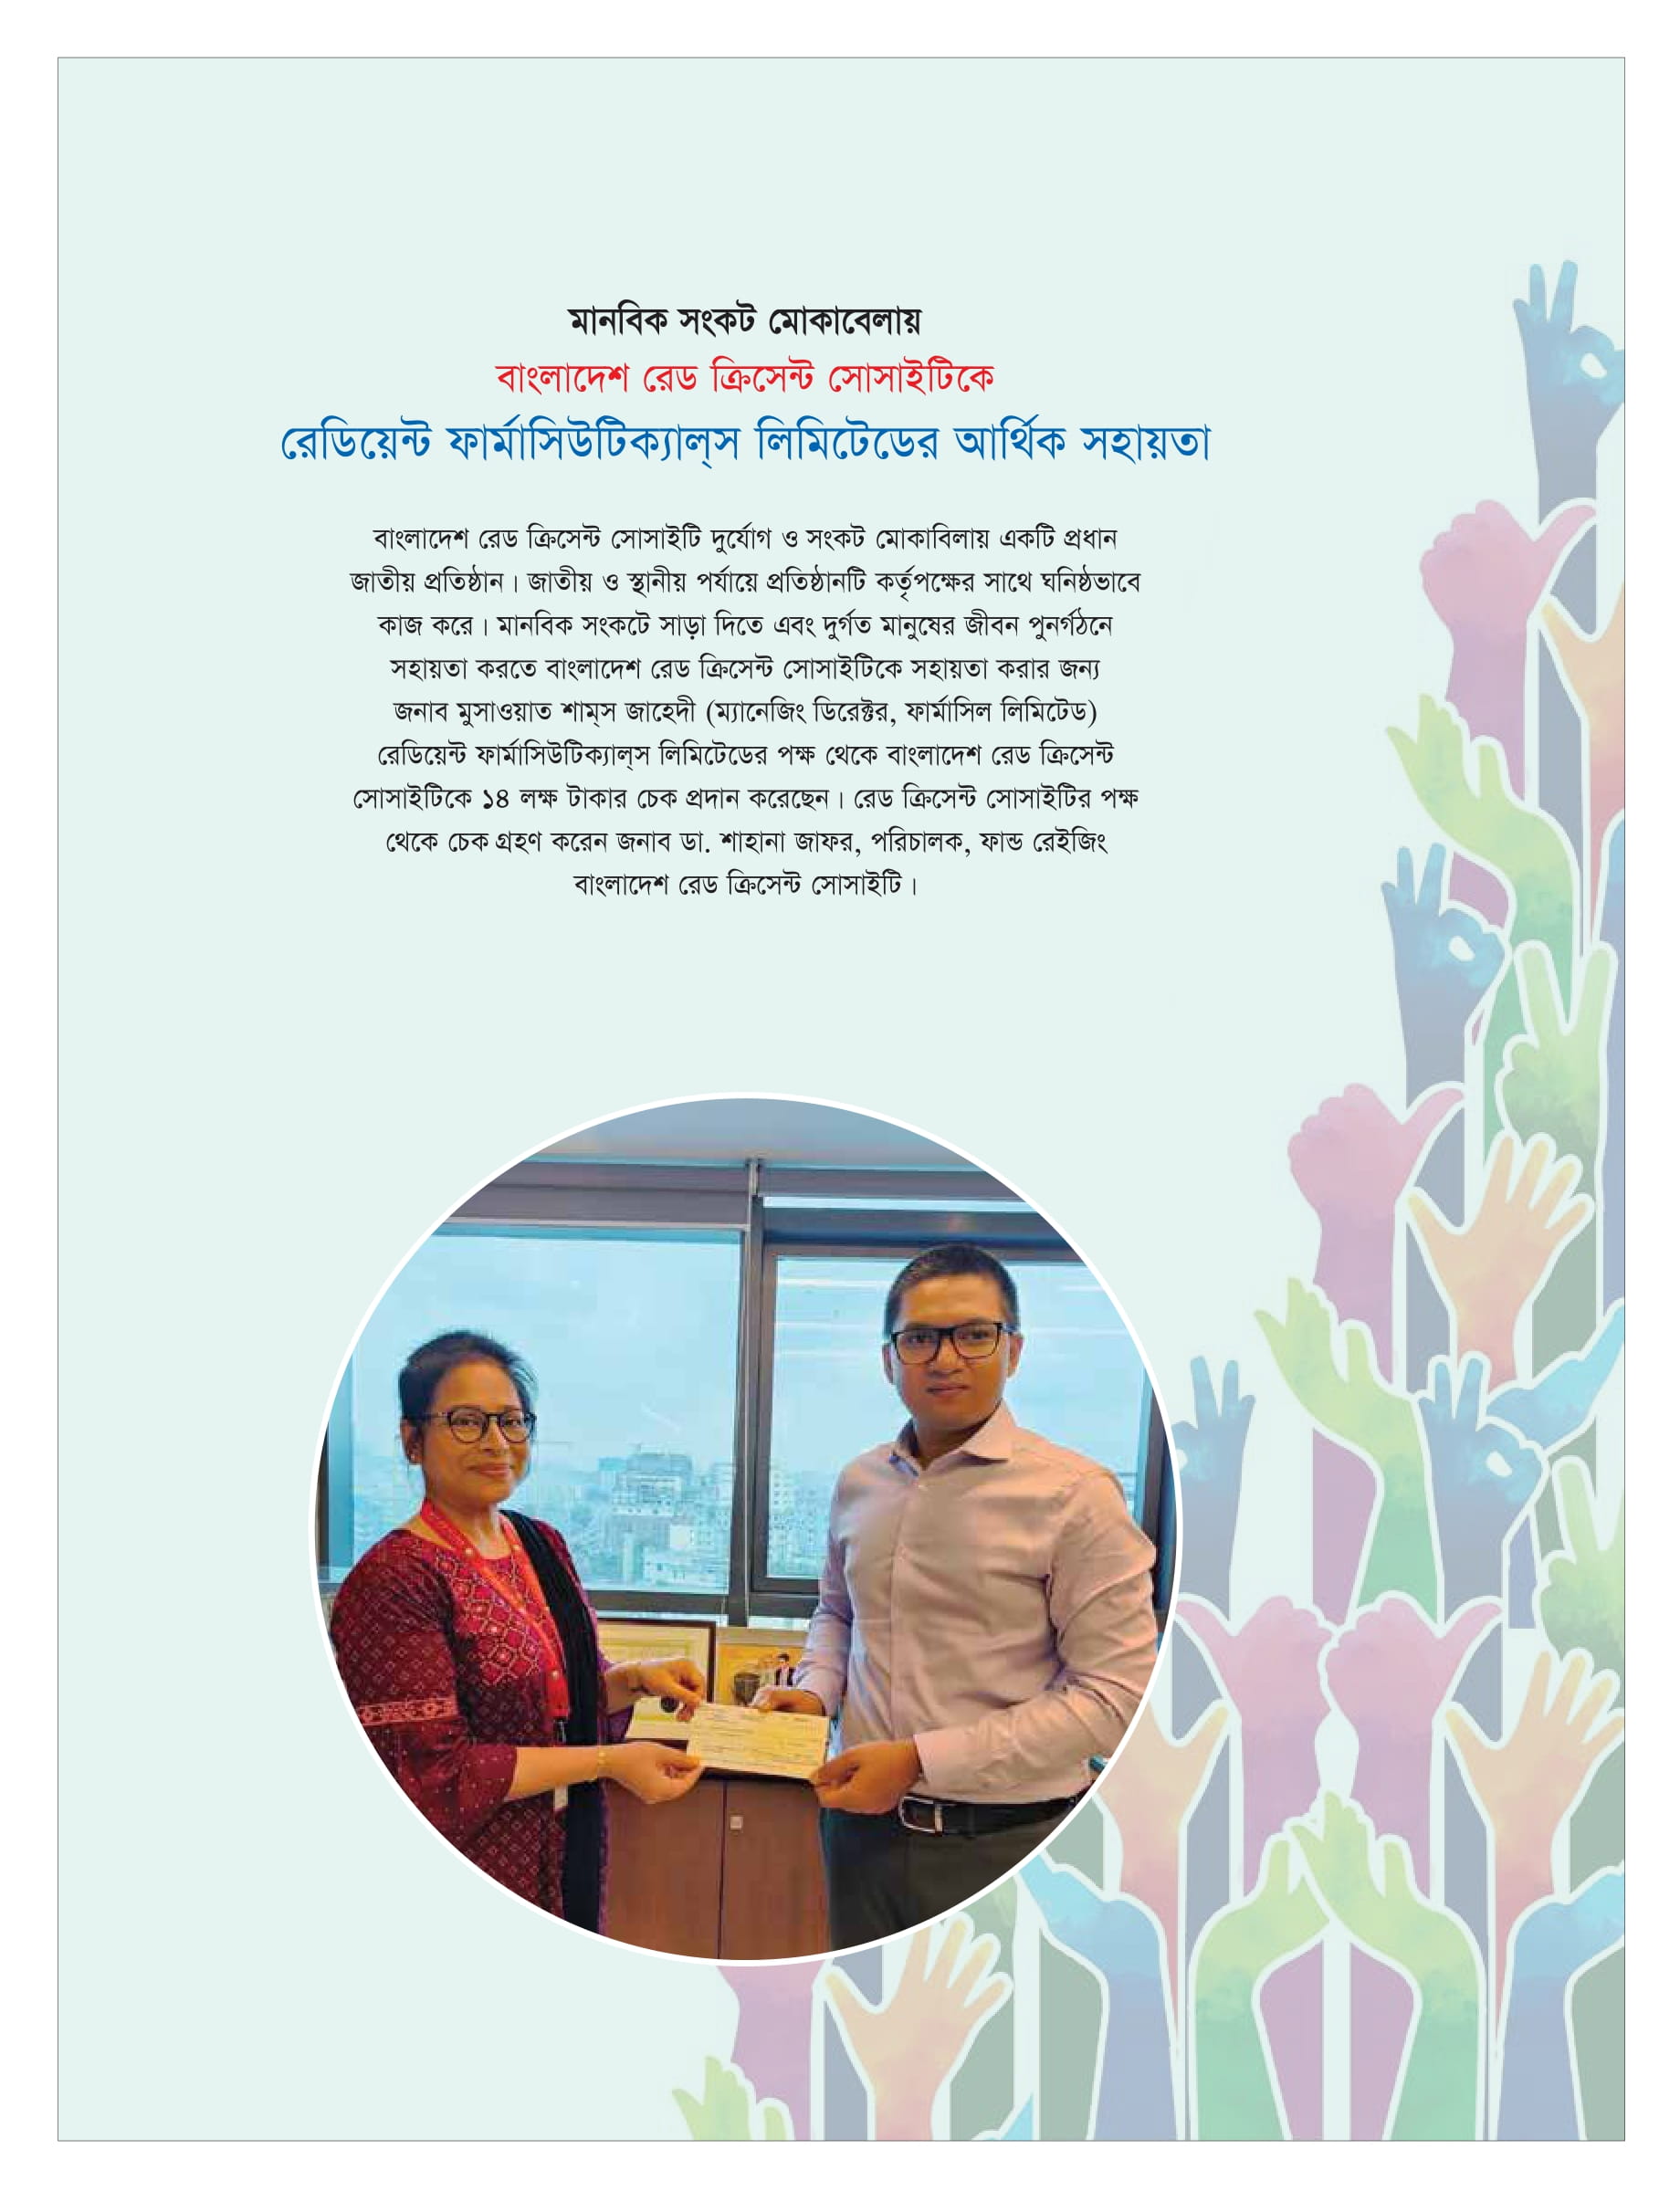 মানবিক সংকট মোকাবেলায়
বাংলাদেশ রেড ক্রিসেন্ট সোসাইটিকে
রেডিয়েন্ট ফার্মাসিউটিক্যাল্‌স লিমিটেডের আর্থিক সহায়তা
বাংলাদেশ রেড ক্রিসেন্ট সোসাইটি দুর্যোগ ও সংকট মোকাবিলায় একটি প্রধান
জাতীয় প্রতিষ্ঠান। জাতীয় ও স্থানীয় পর্যায়ে প্রতিষ্ঠানটি কর্তৃপক্ষের সাথে ঘনিষ্ঠভাবে
কাজ করে। মানবিক সংকটে সাড়া দিতে এবং দুর্গত মানুষের জীবন পুনর্গঠনে
সহায়তা করতে বাংলাদেশ রেড ক্রিসেন্ট সোসাইটিকে সহায়তা করার জন্য
জনাব মুসাওয়াত শাম্‌স জাহেদী (ম্যানেজিং ডিরেক্টর, ফার্মাসিল লিমিটেড)
রেডিয়েন্ট ফার্মাসিউটিক্যাল্‌স লিমিটেডের পক্ষ থেকে বাংলাদেশ রেড ক্রিসেন্ট
সোসাইটিকে ১৪ লক্ষ টাকার চেক প্রদান করেছেন। রেড ক্রিসেন্ট সোসাইটির পক্ষ
থেকে চেক গ্রহণ করেন জনাব ডা. শাহানা জাফর, পরিচালক, ফান্ড রেইজিং
বাংলাদেশ রেড ক্রিসেন্ট সোসাইটি।